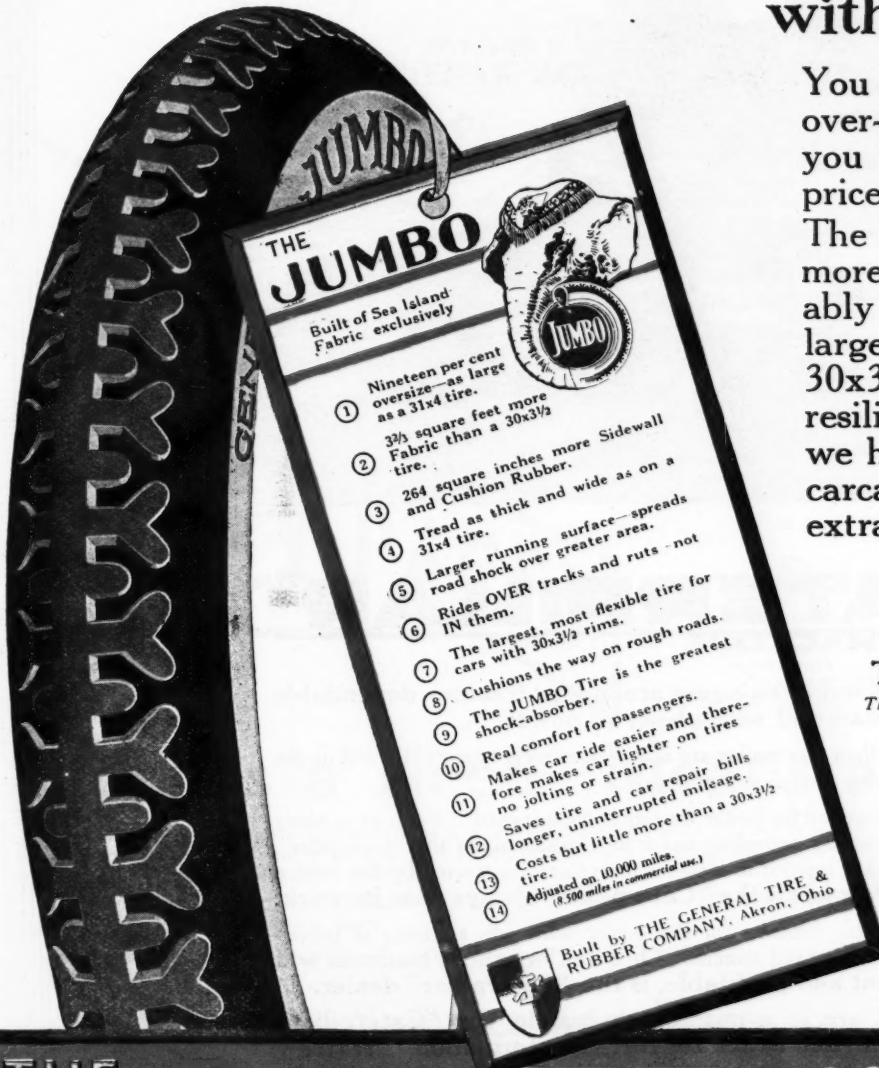 with
You
over-
you
price
The
more
ably
large
30x3
resili
we h
carca
extra
T
Th
JUMBO
GEN
THE
JUMBO
Built of Sea Island
Fabric exclusively
JUMBO
1 Nineteen per cent
oversize—as large
as a 31x4 tire.
2 3⅔ square feet more
Fabric than a 30x3½
tire.
3 264 square inches more Sidewall
and Cushion Rubber.
4 Tread as thick and wide as on a
31x4 tire.
5 Larger running surface—spreads
road shock over greater area.
6 Rides OVER tracks and ruts—not
IN them.
7 The largest, most flexible tire for
cars with 30x3½ rims.
8 Cushions the way on rough roads.
9 The JUMBO Tire is the greatest
shock-absorber.
10 Real comfort for passengers.
11 Makes car ride easier and there-
fore makes car lighter on tires
no jolting or strain.
12 Saves tire and car repair bills
longer, uninterrupted mileage.
13 Costs but little more than a 30x3½
tire.
14 Adjusted on 10,000 miles.
(8,500 miles in commercial use.)
Built by THE GENERAL TIRE &
RUBBER COMPANY, Akron, Ohio
THE